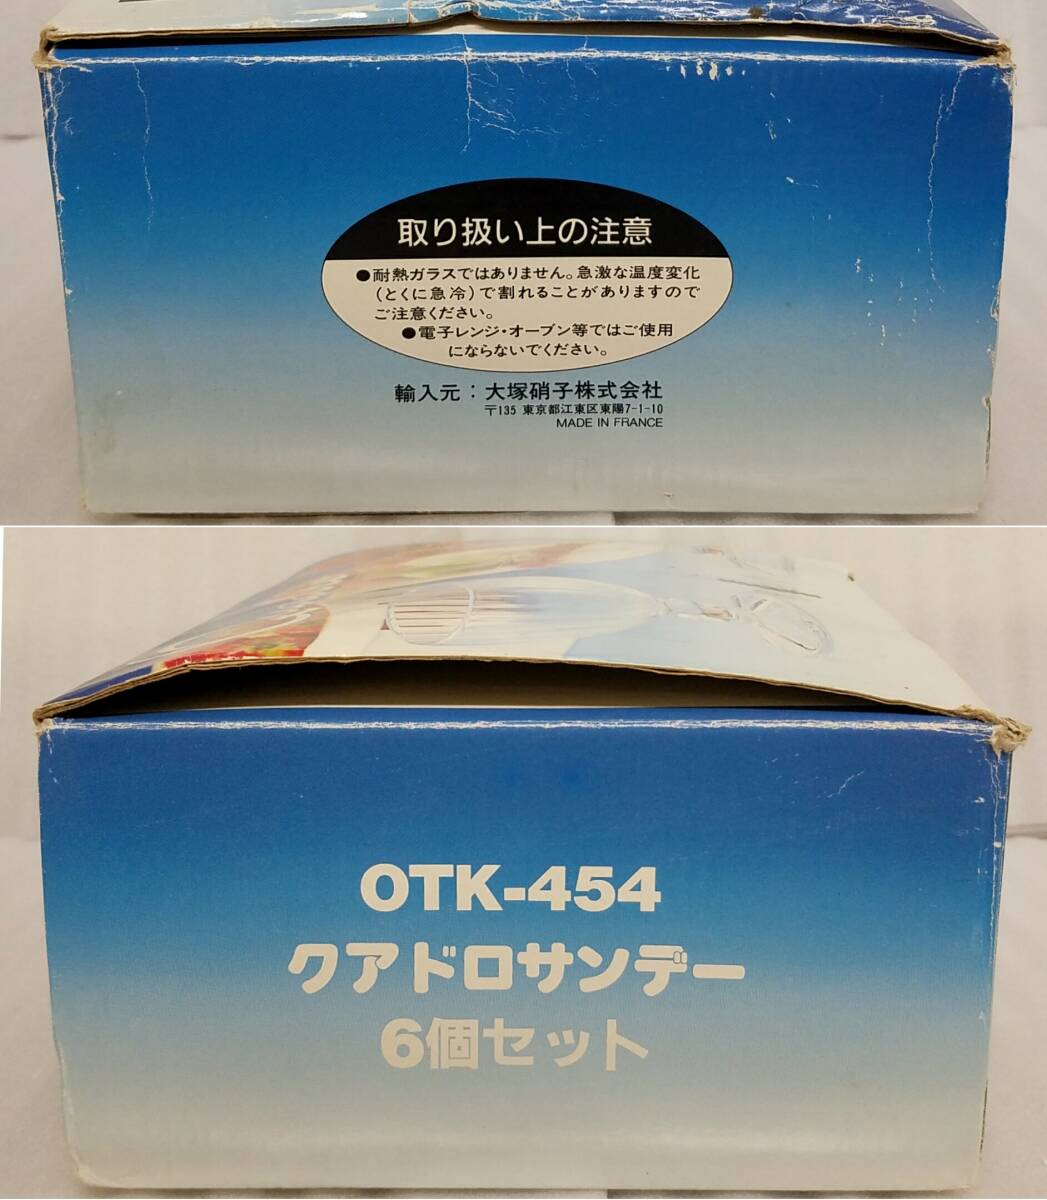 取り扱い上の注意
●耐熱ガラスではありません。急激な温度変化
（とくに急冷）で割れることがありますので
ご注意ください。
●電子レンジ・オーブン等ではご使用
にならないでください。
輸入元：大塚硝子株式会社
〒135 東京都江東区東陽7-1-10
MADE IN FRANCE
OTK-454
クアドロサンデー
6個セット